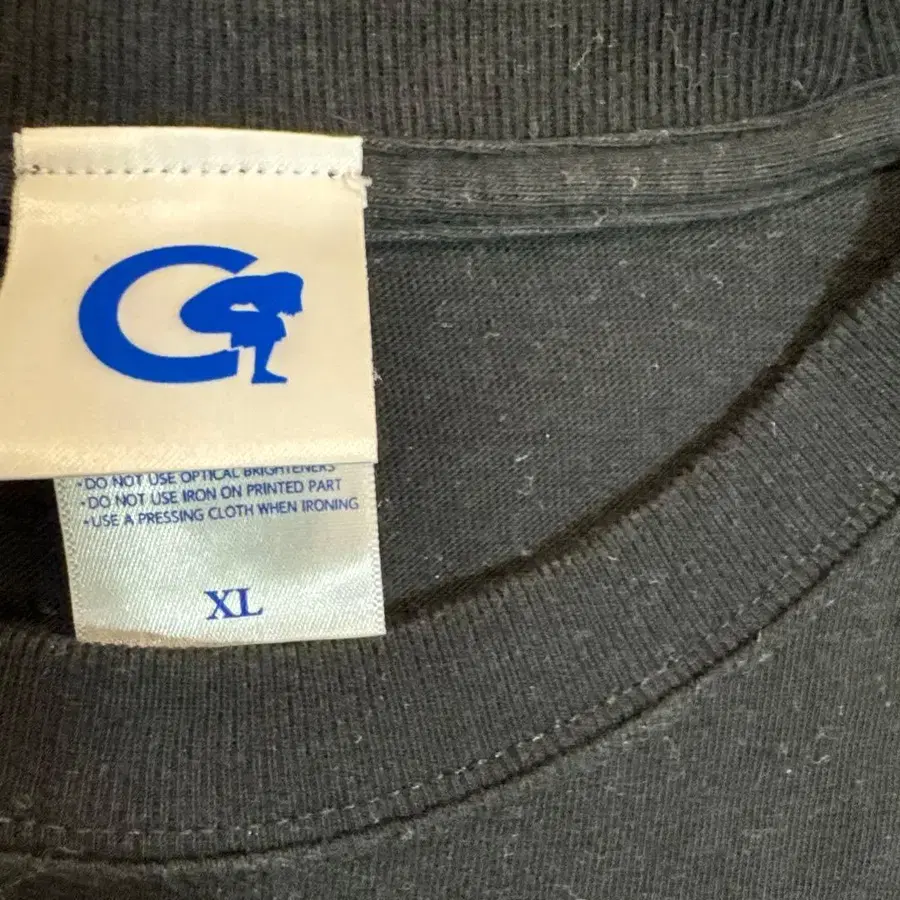 • DO NOT USE OPTICAL BRIGHTENERS
• DO NOT USE IRON ON PRINTED PART
• USE A PRESSING CLOTH WHEN IRONING
XL